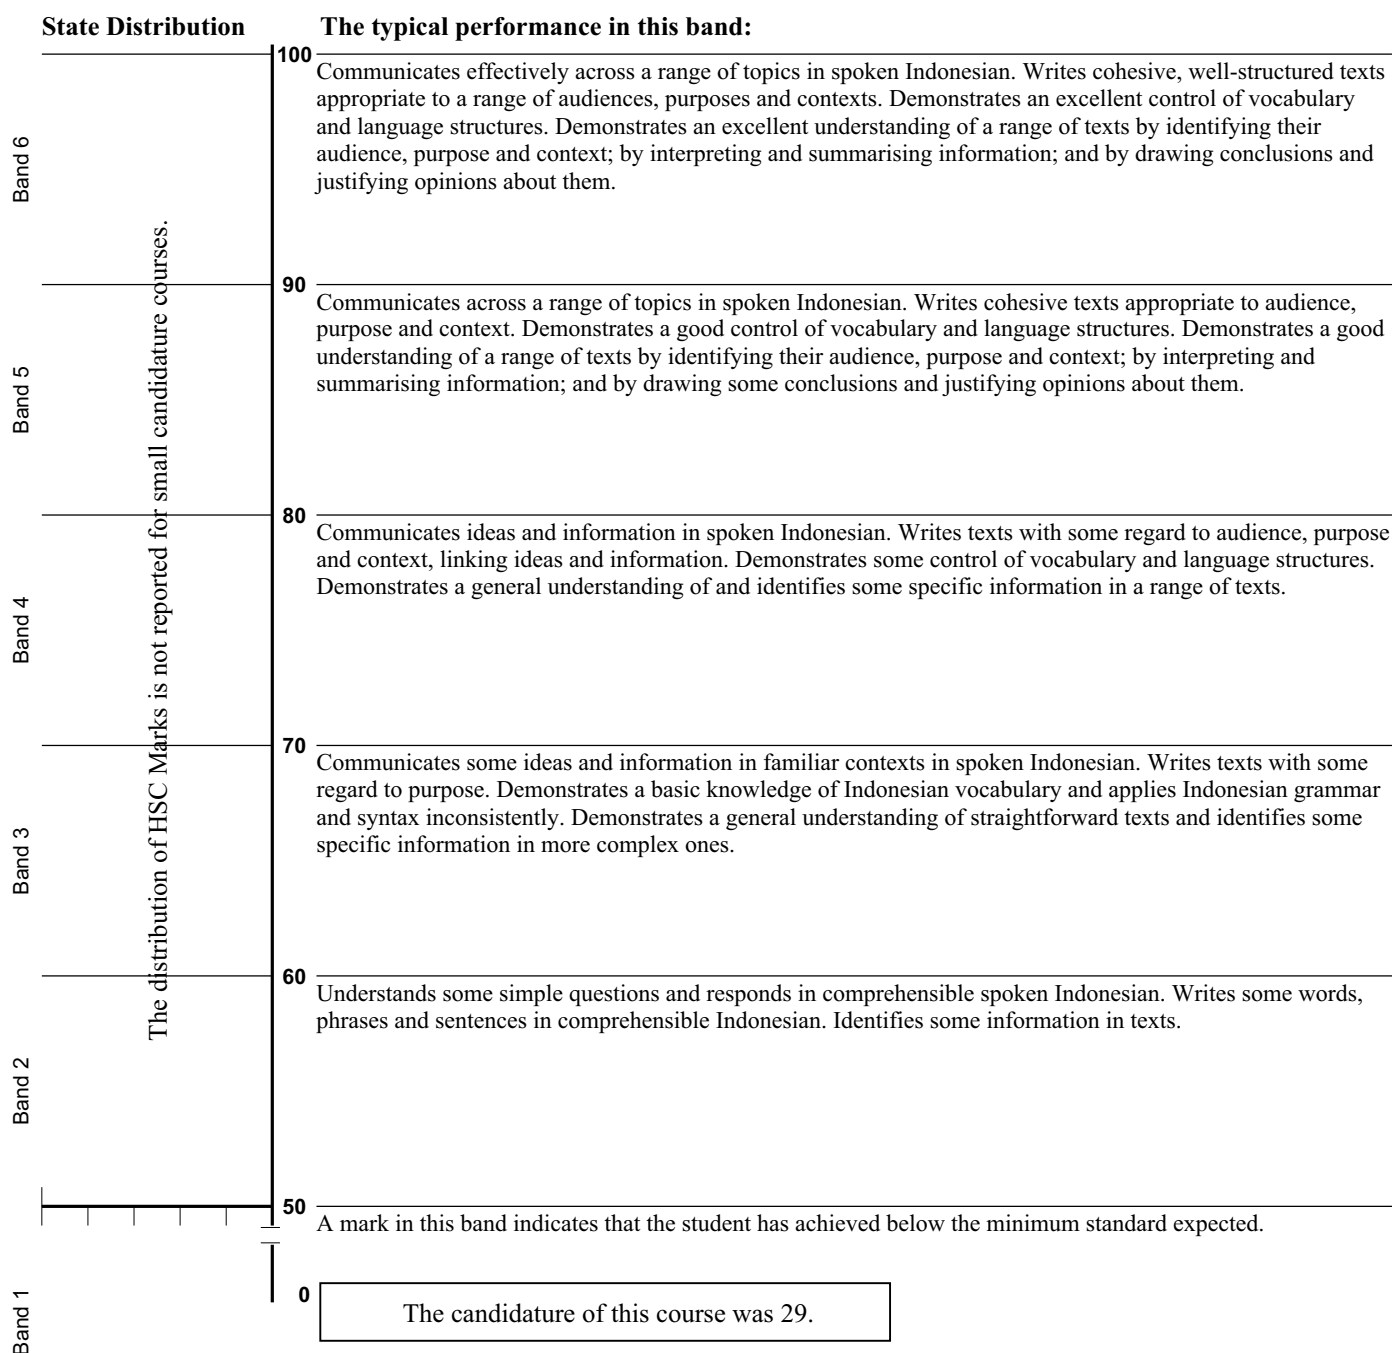 State Distribution
The typical performance in this band:
100
Communicates effectively across a range of topics in spoken Indonesian. Writes cohesive, well-structured texts
appropriate to a range of audiences, purposes and contexts. Demonstrates an excellent control of vocabulary
and language structures. Demonstrates an excellent understanding of a range of texts by identifying their
audience, purpose and context; by interpreting and summarising information; and by drawing conclusions and
justifying opinions about them.
Band 6
90
Communicates across a range of topics in spoken Indonesian. Writes cohesive texts appropriate to audience,
purpose and context. Demonstrates a good control of vocabulary and language structures. Demonstrates a good
understanding of a range of texts by identifying their audience, purpose and context; by interpreting and
summarising information; and by drawing some conclusions and justifying opinions about them.
Band 5
80
Communicates ideas and information in spoken Indonesian. Writes texts with some regard to audience, purpose
and context, linking ideas and information. Demonstrates some control of vocabulary and language structures.
Demonstrates a general understanding of and identifies some specific information in a range of texts.
Band 4
The distribution of HSC Marks is not reported for small candidature courses.
70
Communicates some ideas and information in familiar contexts in spoken Indonesian. Writes texts with some
regard to purpose. Demonstrates a basic knowledge of Indonesian vocabulary and applies Indonesian grammar
and syntax inconsistently. Demonstrates a general understanding of straightforward texts and identifies some
specific information in more complex ones.
Band 3
60
Understands some simple questions and responds in comprehensible spoken Indonesian. Writes some words,
phrases and sentences in comprehensible Indonesian. Identifies some information in texts.
Band 2
50
A mark in this band indicates that the student has achieved below the minimum standard expected.
0
Band 1
The candidature of this course was 29.